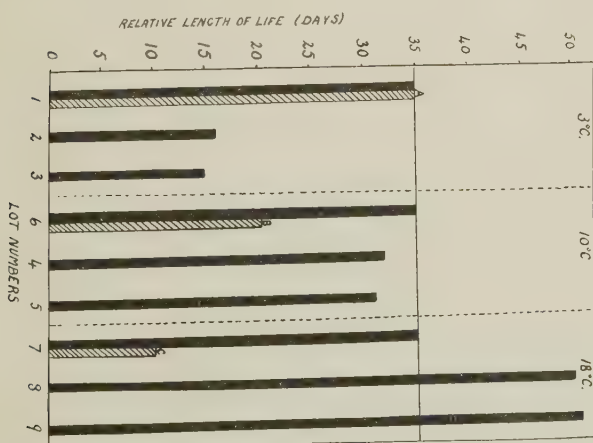 RELATIVE LENGTH OF LIFE (DAYS)
0 5 10 15 20 25 30 35 40 45 50
1
A
3°C.
2
3
6
B
10°C
4
5
7
C
18°C.
8
9
LOT NUMBERS